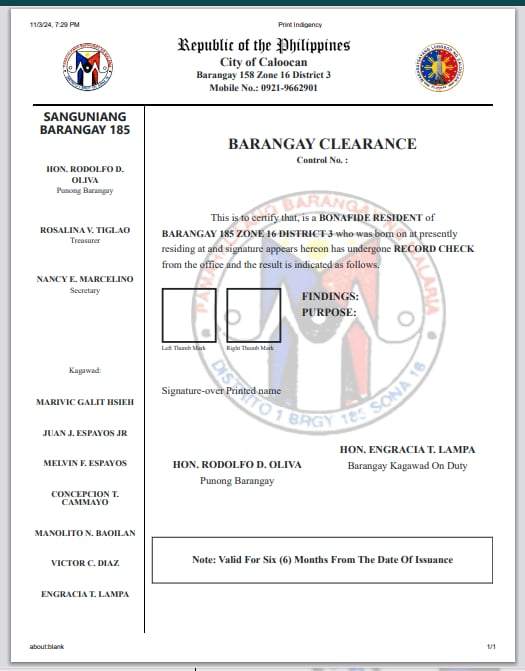 11/3/24, 7:29 PM
Print Indigency
Republic of the Philippines
City of Caloocan
Barangay 158 Zone 16 District 3
Mobile No.: 0921-9662901
SANGUNIANG
BARANGAY 185
HON. RODOLFO D.
OLIVA
Punong Barangay
ROSALINA V. TIGLAO
Treasurer
NANCY E. MARCELINO
Secretary
Kagawad:
MARIVIC GALIT HSIEH
JUAN J. ESPAYOS JR
MELVIN F. ESPAYOS
CONCEPCION T.
CAMMAYO
MANOLITO N. BAOILAN
VICTOR C. DIAZ
ENGRACIA T. LAMPA
BARANGAY CLEARANCE
Control No. :
This is to certify that, is a BONAFIDE RESIDENT of
BARANGAY 185 ZONE 16 DISTRICT 3 who was born on at presently
residing at and signature appears hereon has undergone RECORD CHECK
from the office and the result is indicated as follows.
Left Thumb Mark
Right Thumb Mark
FINDINGS:
PURPOSE:
Signature-over Printed name
HON. RODOLFO D. OLIVA
Punong Barangay
HON. ENGRACIA T. LAMPA
Barangay Kagawad On Duty
Note: Valid For Six (6) Months From The Date Of Issuance
DISTRITO 1 BRGY 185 SONA 16
about:blank
1/1